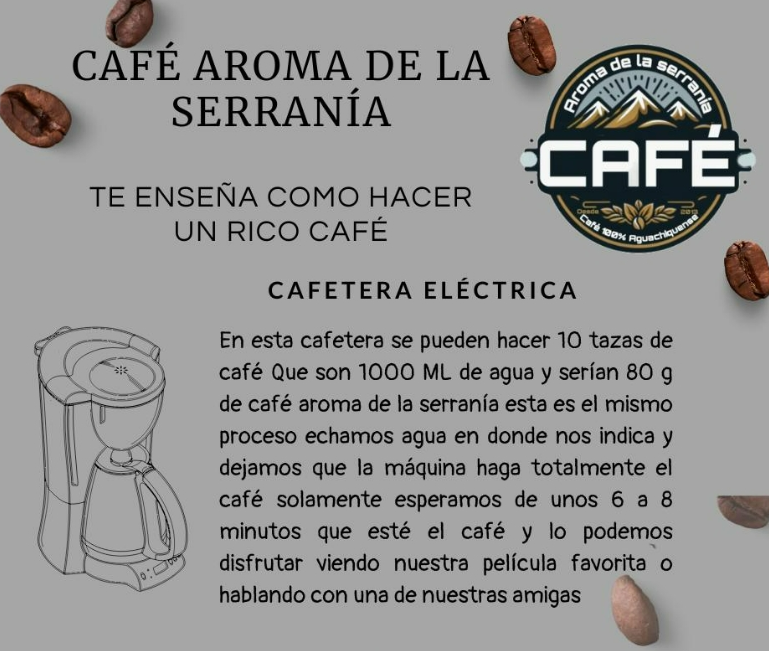 CAFÉ AROMA DE LA
SERRANÍA
Aroma de la serranía
CAFÉ
Desde 2013
Café 100% Aguachiquense
TE ENSEÑA COMO HACER
UN RICO CAFÉ
CAFETERA ELÉCTRICA
En esta cafetera se pueden hacer 10 tazas de
café Que son 1000 ML de agua y serían 80 g
de café aroma de la serranía esta es el mismo
proceso echamos agua en donde nos indica y
dejamos que la máquina haga totalmente el
café solamente esperamos de unos 6 a 8
minutos que esté el café y lo podemos
disfrutar viendo nuestra película favorita o
hablando con una de nuestras amigas